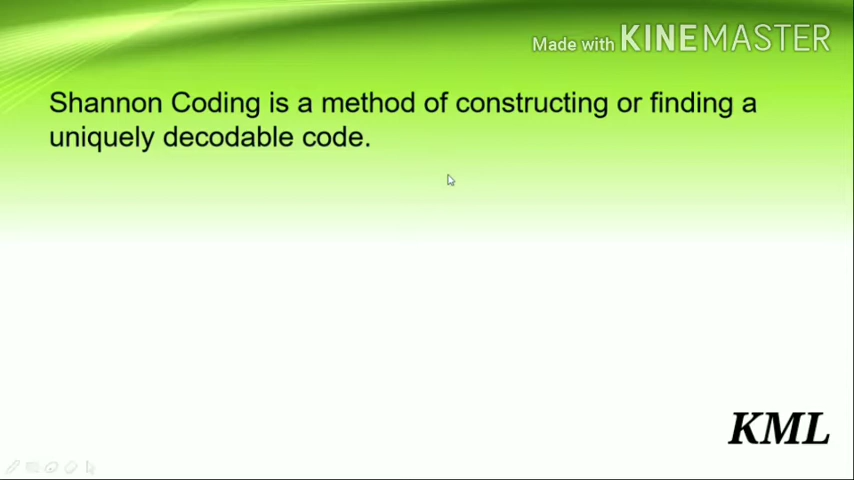 Made with KINEMASTER
Shannon Coding is a method of constructing or finding a
uniquely decodable code.
KML